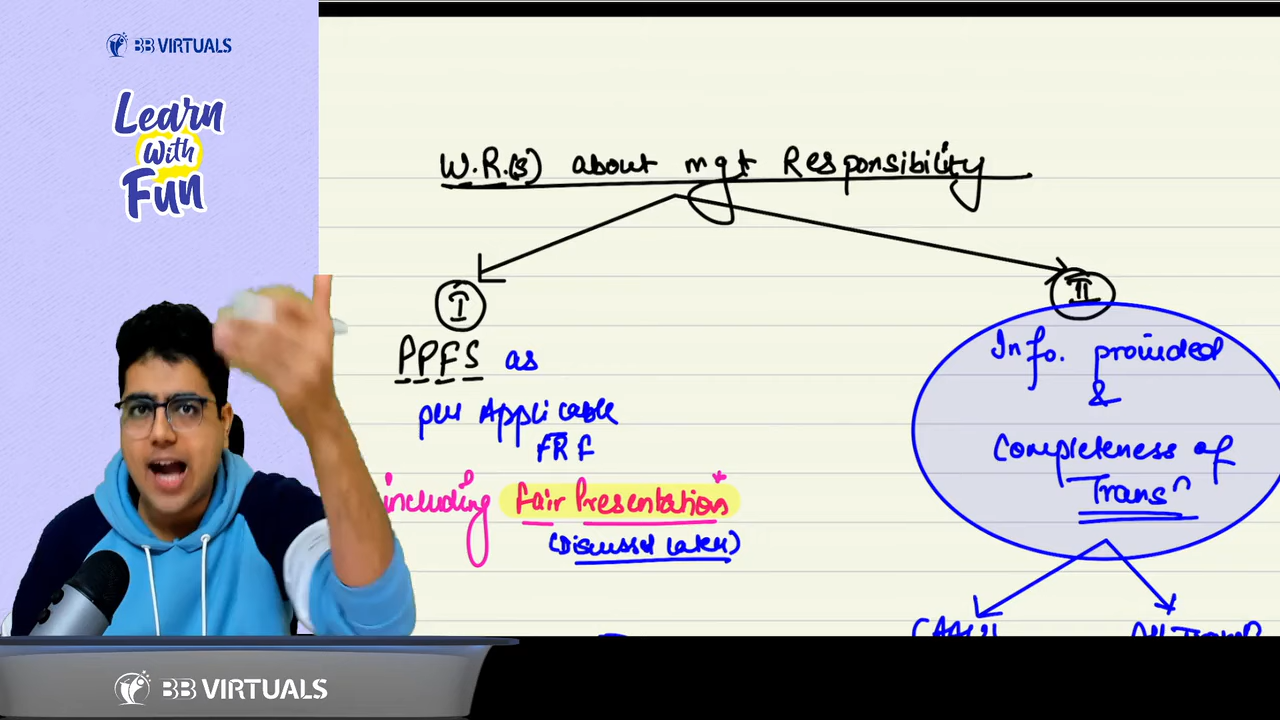 BB VIRTUALS
Learn
With
Fun
W.R.(s) about mgt Responsibility
I
II
PPFS as
per Applicable
FRF
including Fair Presentation*
(Discussed Later)
Info. provided
&
Completeness of
Transⁿ
BB VIRTUALS